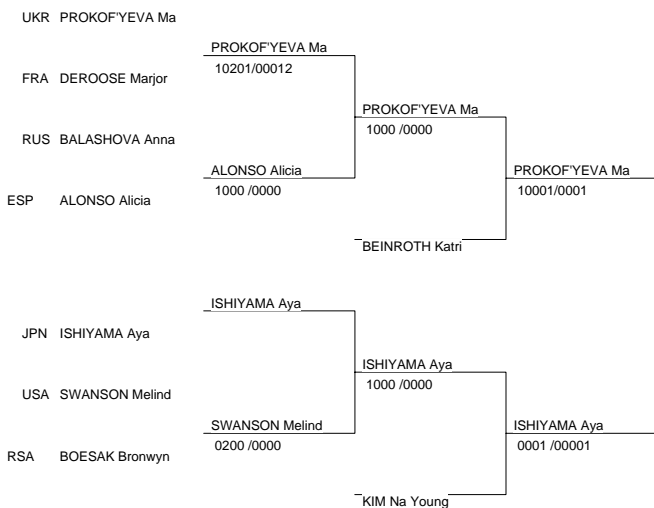 UKR PROKOF'YEVA Ma
PROKOF'YEVA Ma
10201/00012
FRA DEROOSE Marjor
PROKOF'YEVA Ma
1000 /0000
RUS BALASHOVA Anna
ALONSO Alicia
1000 /0000
PROKOF'YEVA Ma
10001/0001
ESP ALONSO Alicia
BEINROTH Katri
ISHIYAMA Aya
JPN ISHIYAMA Aya
ISHIYAMA Aya
1000 /0000
USA SWANSON Melind
SWANSON Melind
0200 /0000
ISHIYAMA Aya
0001 /00001
RSA BOESAK Bronwyn
KIM Na Young